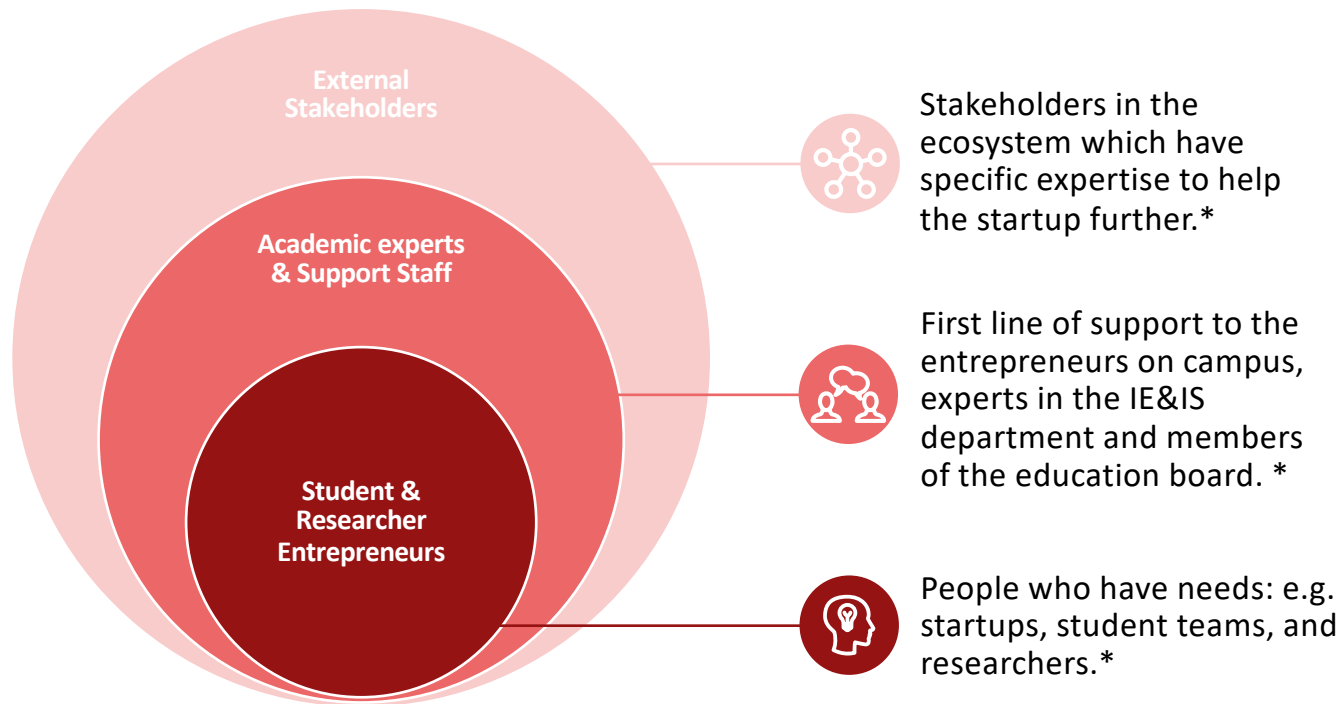 External
Stakeholders
Stakeholders in the
ecosystem which have
specific expertise to help
the startup further.*
Academic experts
& Support Staff
First line of support to the
entrepreneurs on campus,
experts in the IE&IS
department and members
of the education board. *
Student &
Researcher
Entrepreneurs
People who have needs: e.g.
startups, student teams, and
researchers.*